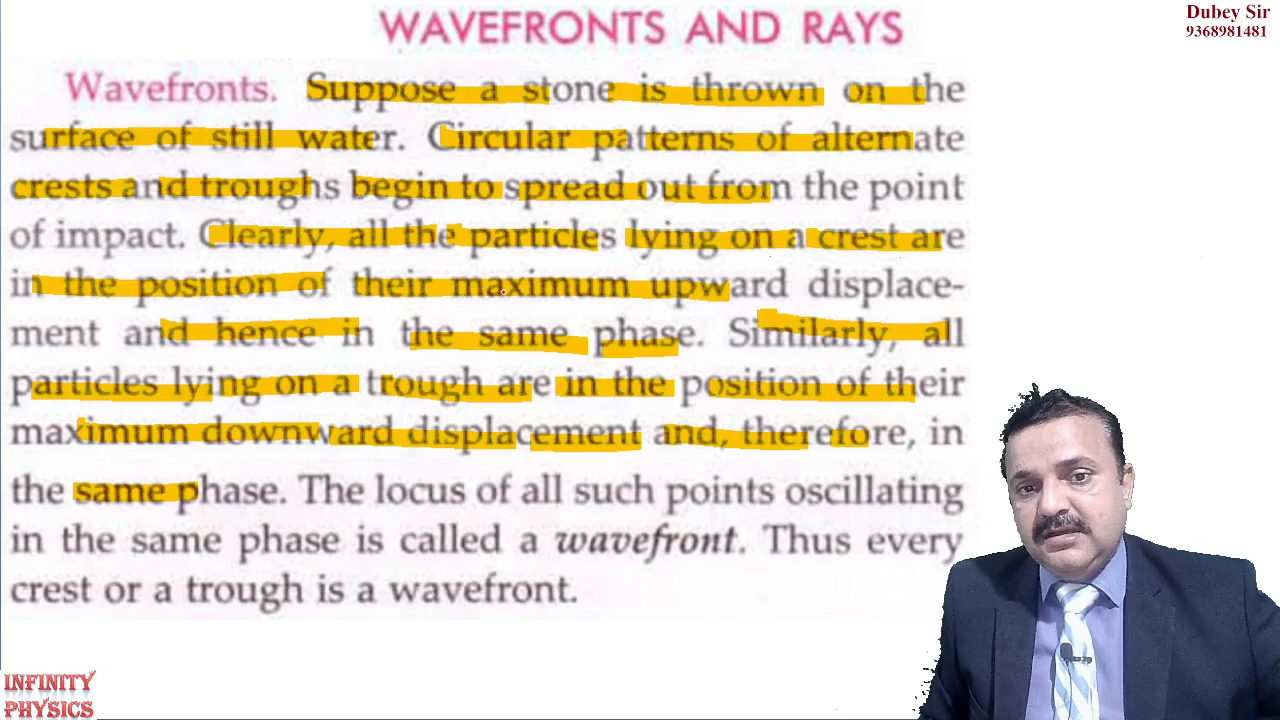 WAVEFRONTS AND RAYS
Dubey Sir
9368981481
Wavefronts. Suppose a stone is thrown on the
surface of still water. Circular patterns of alternate
crests and troughs begin to spread out from the point
of impact. Clearly, all the particles lying on a crest are
in the position of their maximum upward displace-
ment and hence in the same phase. Similarly, all
particles lying on a trough are in the position of their
maximum downward displacement and, therefore, in
the same phase. The locus of all such points oscillating
in the same phase is called a wavefront. Thus every
crest or a trough is a wavefront.
INFINITY
PHYSICS